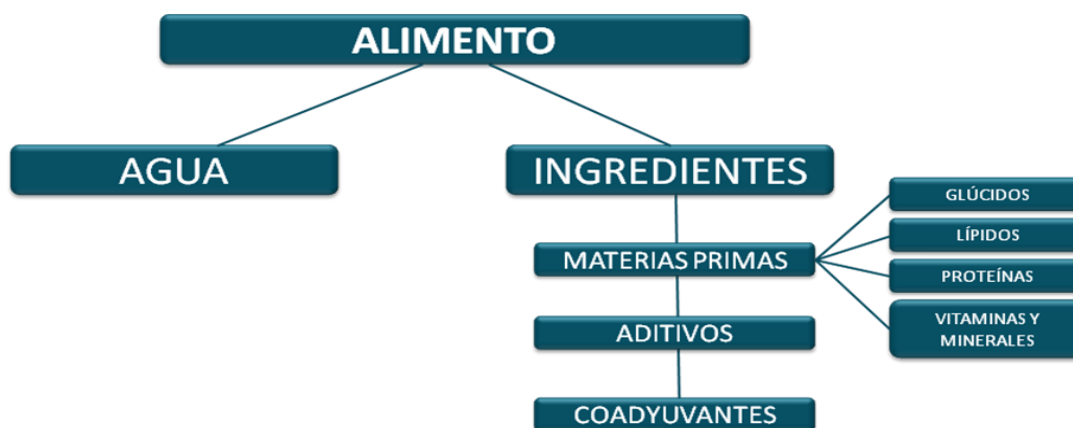 ALIMENTO
AGUA
INGREDIENTES
MATERIAS PRIMAS
ADITIVOS
COADYUVANTES
GLÚCIDOS
LÍPIDOS
PROTEÍNAS
VITAMINAS Y
MINERALES